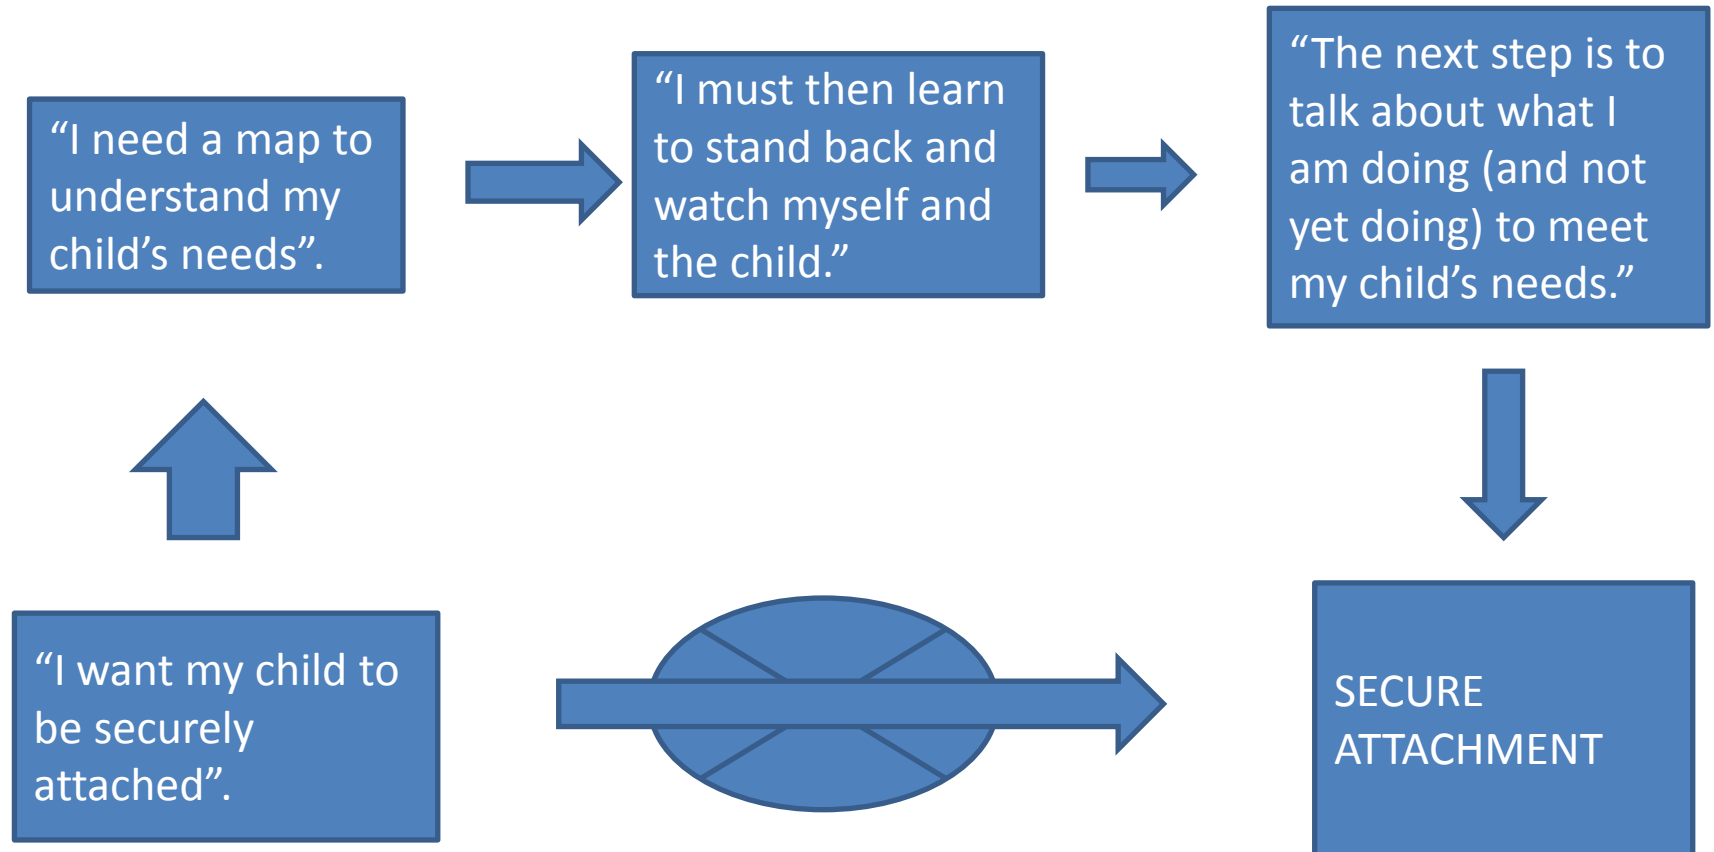 “I need a map to
understand my
child’s needs”.
“I must then learn
to stand back and
watch myself and
the child.”
“The next step is to
talk about what I
am doing (and not
yet doing) to meet
my child’s needs.”
“I want my child to
be securely
attached”.
SECURE
ATTACHMENT